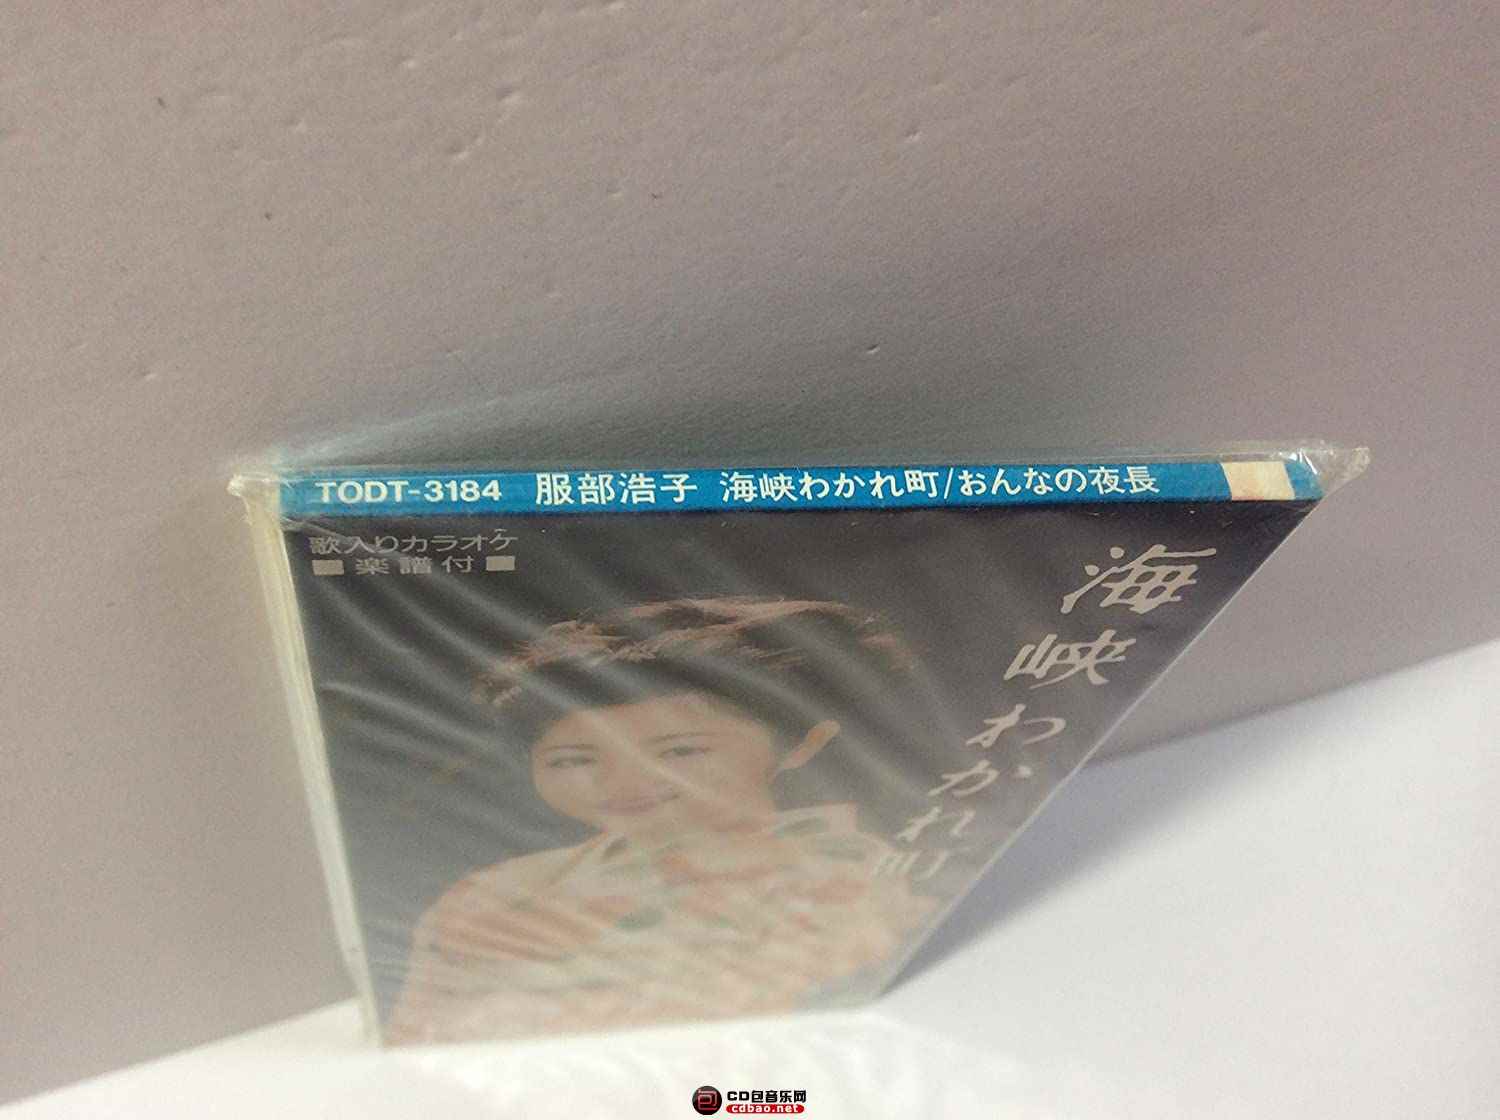 TODT-3184 服部浩子 海峡わかれ町/おんなの夜長
歌入りカラオケ
■楽譜付■
海峡わかれ町
CD包音乐网
cdbao.net